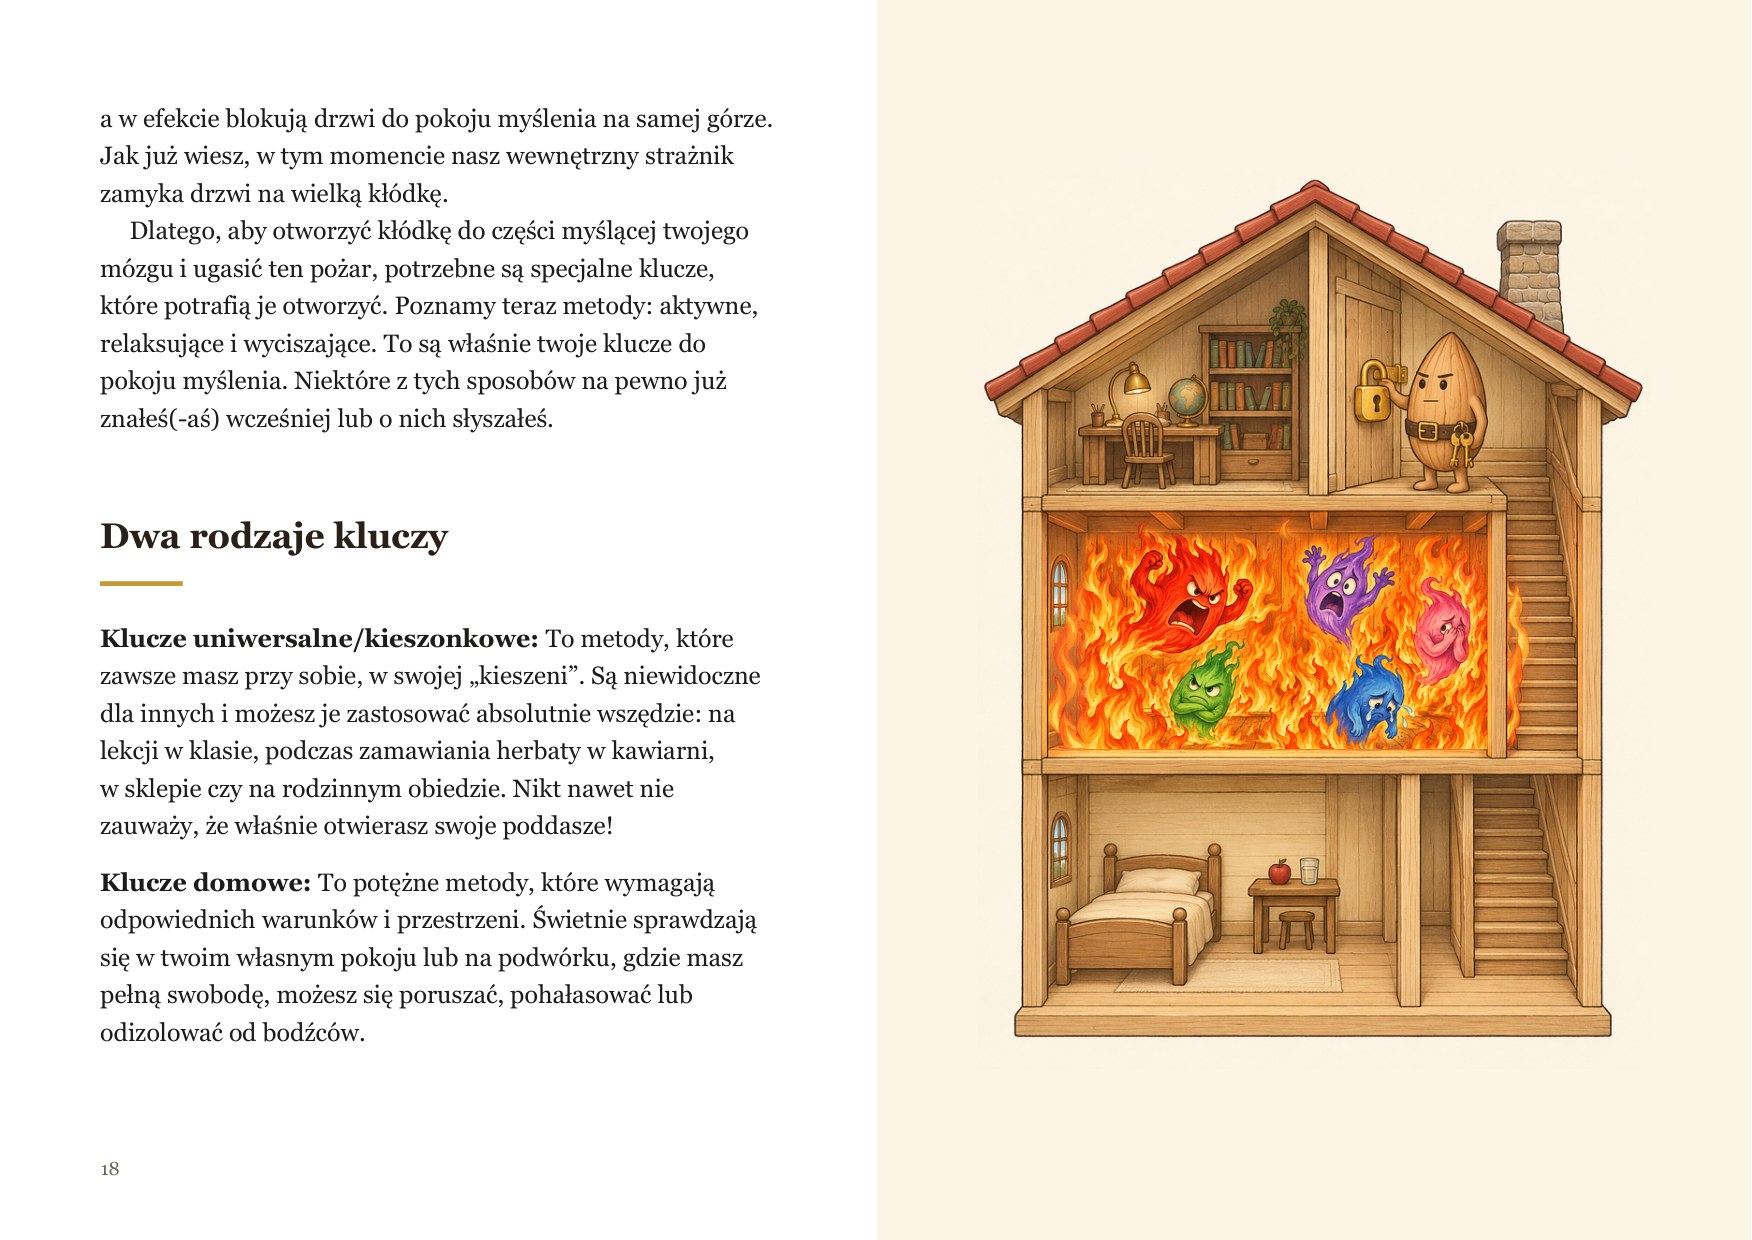 a w efekcie blokują drzwi do pokoju myślenia na samej górze.
Jak już wiesz, w tym momencie nasz wewnętrzny strażnik
zamyka drzwi na wielką kłódkę.
Dlatego, aby otworzyć kłódkę do części myślącej twojego
mózgu i ugasić ten pożar, potrzebne są specjalne klucze,
które potrafią je otworzyć. Poznamy teraz metody: aktywne,
relaksujące i wyciszające. To są właśnie twoje klucze do
pokoju myślenia. Niektóre z tych sposobów na pewno już
znałeś(-aś) wcześniej lub o nich słyszałeś.
Dwa rodzaje kluczy
Klucze uniwersalne/kieszonkowe: To metody, które
zawsze masz przy sobie, w swojej „kieszeni”. Są niewidoczne
dla innych i możesz je zastosować absolutnie wszędzie: na
lekcji w klasie, podczas zamawiania herbaty w kawiarni,
w sklepie czy na rodzinnym obiedzie. Nikt nawet nie
zauważy, że właśnie otwierasz swoje poddasze!
Klucze domowe: To potężne metody, które wymagają
odpowiednich warunków i przestrzeni. Świetnie sprawdzają
się w twoim własnym pokoju lub na podwórku, gdzie masz
pełną swobodę, możesz się poruszać, pohałasować lub
odizolować od bodźców.
18